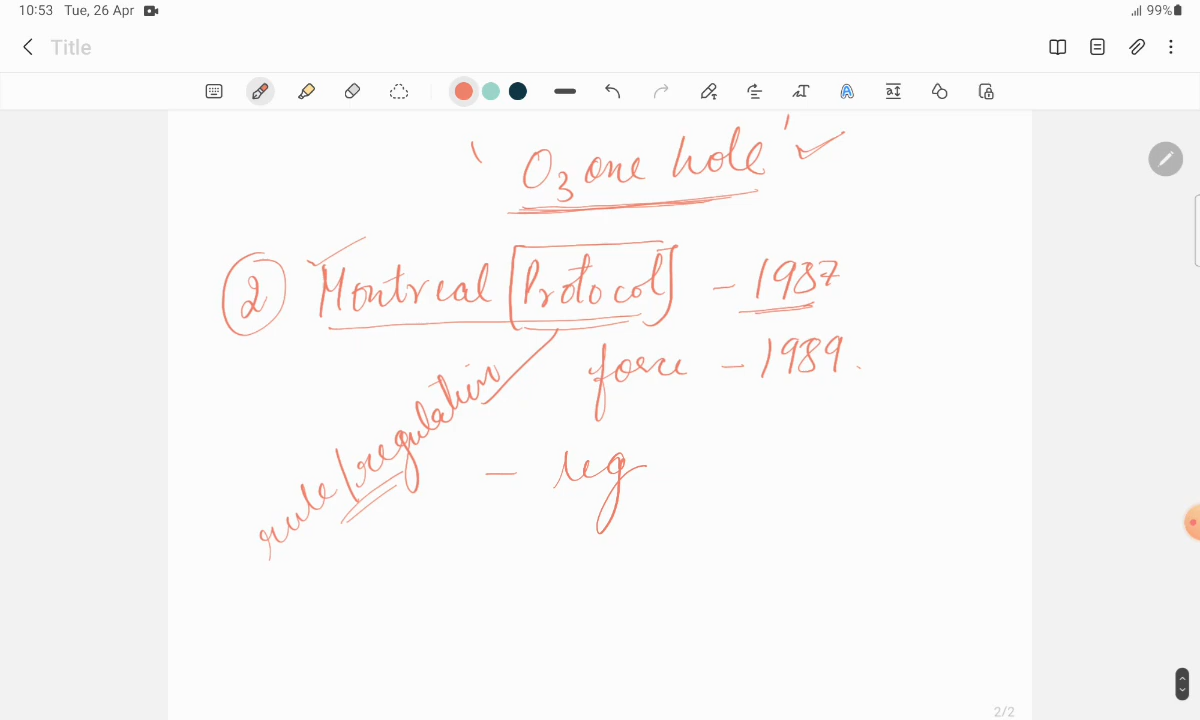 10:53 Tue, 26 Apr 99%
Title
' O3one hole '
2 Montreal Protocol - 1987
force - 1989.
rule/regulation
- leg
2/2